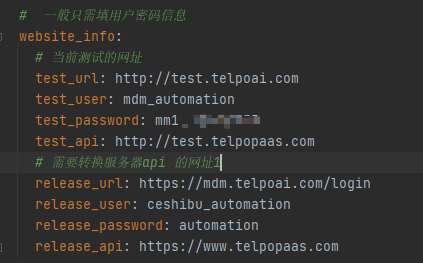 #  一般只需填用户密码信息
website_info:
# 当前测试的网址
test_url: http://test.telpoai.com
test_user: mdm_automation
test_password: mm1
test_api: http://test.telpopaas.com
# 需要转换服务器api 的网址1
release_url: https://mdm.telpoai.com/login
release_user: ceshibu_automation
release_password: automation
release_api: https://www.telpopaas.com